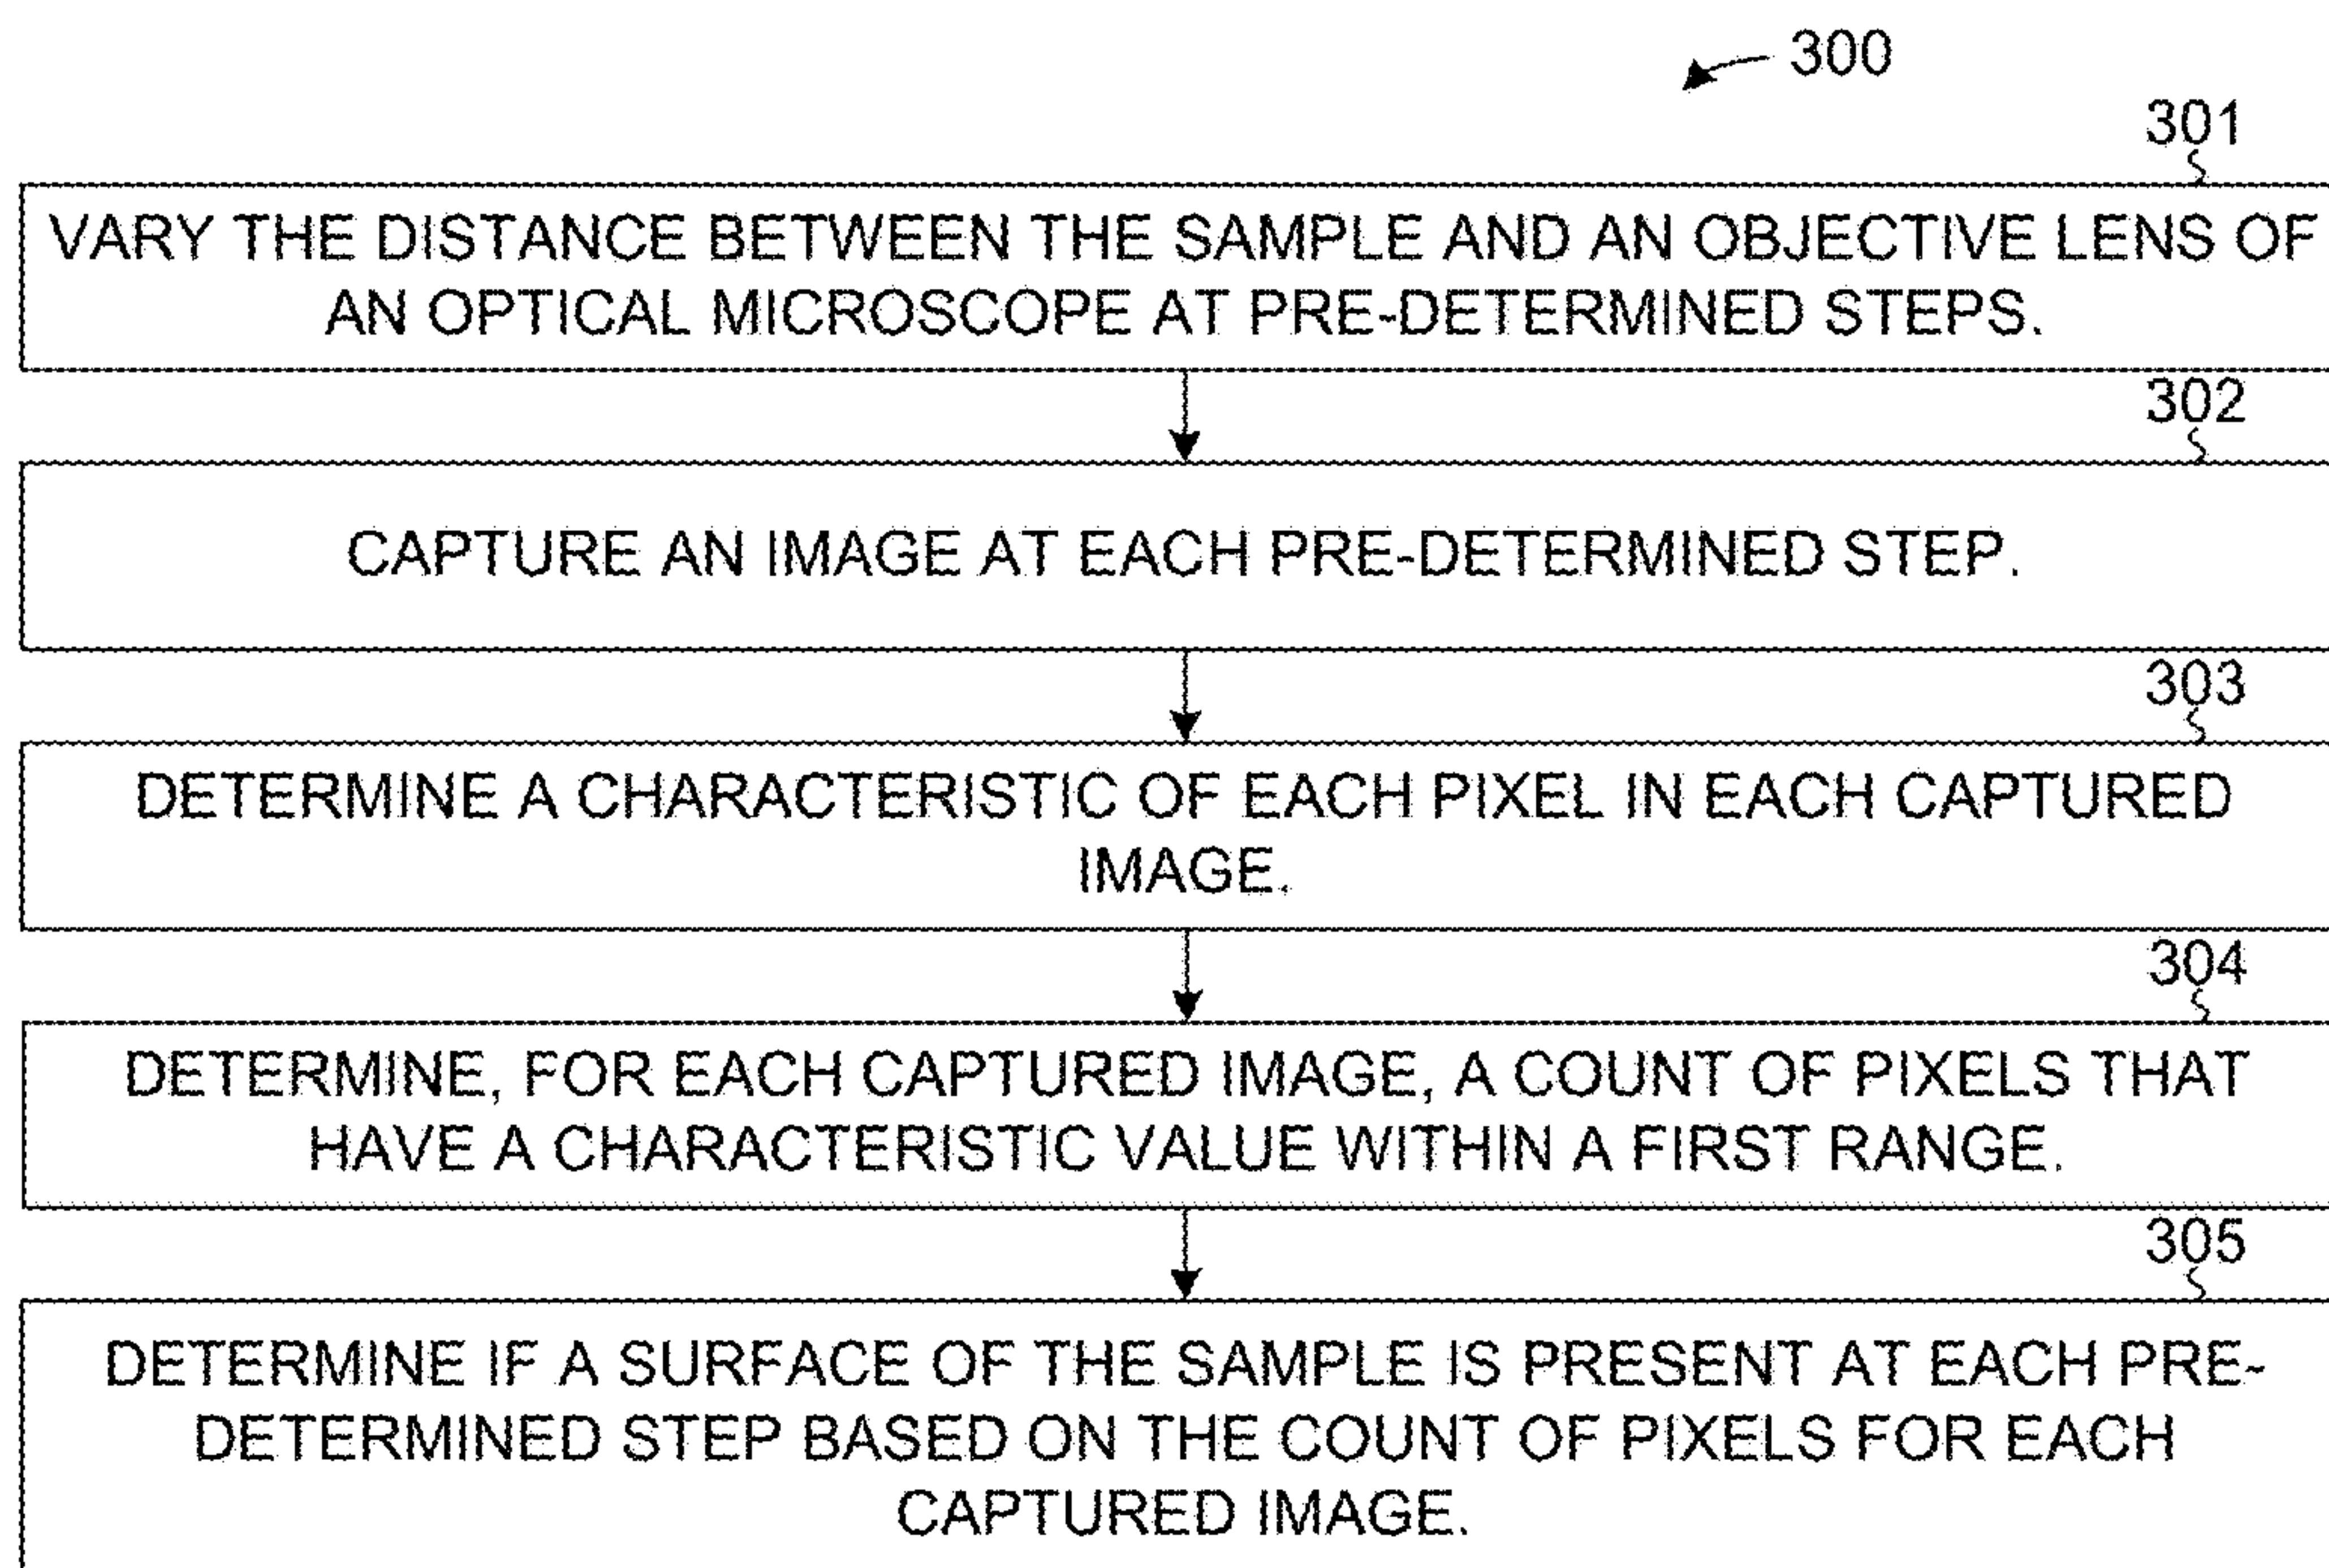 300
301
VARY THE DISTANCE BETWEEN THE SAMPLE AND AN OBJECTIVE LENS OF
AN OPTICAL MICROSCOPE AT PRE-DETERMINED STEPS.
302
CAPTURE AN IMAGE AT EACH PRE-DETERMINED STEP.
303
DETERMINE A CHARACTERISTIC OF EACH PIXEL IN EACH CAPTURED
IMAGE.
304
DETERMINE, FOR EACH CAPTURED IMAGE, A COUNT OF PIXELS THAT
HAVE A CHARACTERISTIC VALUE WITHIN A FIRST RANGE.
305
DETERMINE IF A SURFACE OF THE SAMPLE IS PRESENT AT EACH PRE-
DETERMINED STEP BASED ON THE COUNT OF PIXELS FOR EACH
CAPTURED IMAGE.